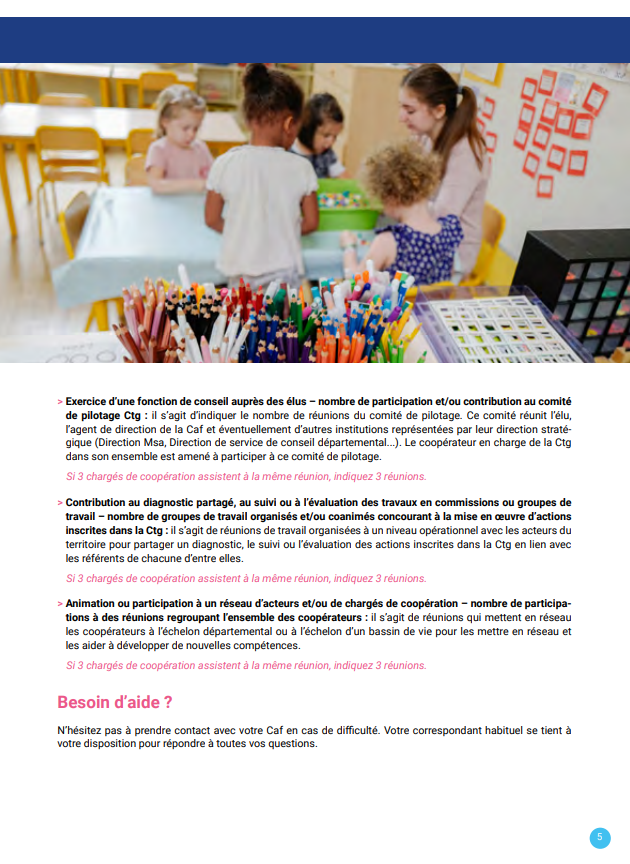 > Exercice d'une fonction de conseil auprès des élus – nombre de participation et/ou contribution au comité
de pilotage Ctg : il s'agit d'indiquer le nombre de réunions du comité de pilotage. Ce comité réunit l'élu,
l'agent de direction de la Caf et éventuellement d'autres institutions représentées par leur direction straté-
gique (Direction Msa, Direction de service de conseil départemental...). Le coopérateur en charge de la Ctg
dans son ensemble est amené à participer à ce comité de pilotage.
Si 3 chargés de coopération assistent à la même réunion, indiquez 3 réunions.
> Contribution au diagnostic partagé, au suivi ou à l'évaluation des travaux en commissions ou groupes de
travail – nombre de groupes de travail organisés et/ou coanimés concourant à la mise en œuvre d'actions
inscrites dans la Ctg : il s'agit de réunions de travail organisées à un niveau opérationnel avec les acteurs du
territoire pour partager un diagnostic, le suivi ou l'évaluation des actions inscrites dans la Ctg en lien avec
les référents de chacune d'entre elles.
Si 3 chargés de coopération assistent à la même réunion, indiquez 3 réunions.
> Animation ou participation à un réseau d'acteurs et/ou de chargés de coopération – nombre de participa-
tions à des réunions regroupant l'ensemble des coopérateurs : il s'agit de réunions qui mettent en réseau
les coopérateurs à l'échelon départemental ou à l'échelon d'un bassin de vie pour les mettre en réseau et
les aider à développer de nouvelles compétences.
Si 3 chargés de coopération assistent à la même réunion, indiquez 3 réunions.
Besoin d'aide ?
N'hésitez pas à prendre contact avec votre Caf en cas de difficulté. Votre correspondant habituel se tient à
votre disposition pour répondre à toutes vos questions.
5